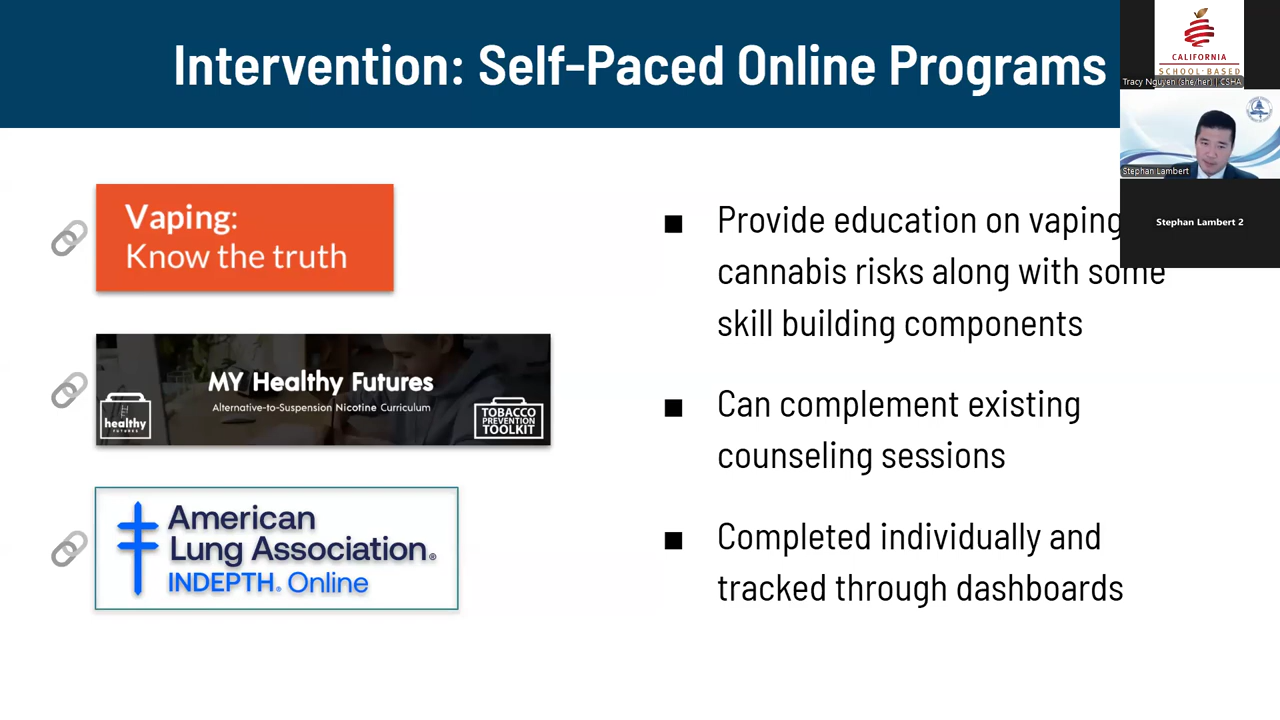 Intervention: Self-Paced Online Programs
CALIFORNIA
SCHOOL-BASED
Tracy Nguyen (she/her) | CSHA
Stephan Lambert
Stephan Lambert 2
Vaping:
Know the truth
MY Healthy Futures
Alternative-to-Suspension Nicotine Curriculum
healthy
FUTURES
TOBACCO
PREVENTION
TOOLKIT
American
Lung Association®
INDEPTH® Online
■ Provide education on vaping
cannabis risks along with some
skill building components
■ Can complement existing
counseling sessions
■ Completed individually and
tracked through dashboards